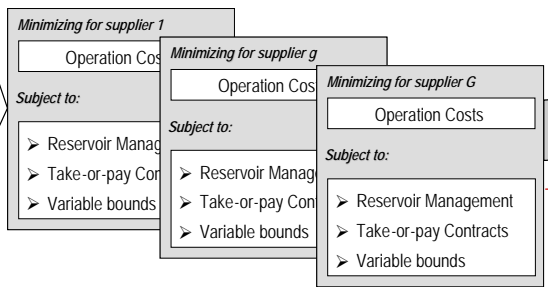 Minimizing for supplier 1
Operation Cos
Subject to:
➢ Reservoir Manag
➢ Take-or-pay Con
➢ Variable bounds
Minimizing for supplier g
Operation Cos
Subject to:
➢ Reservoir Manage
➢ Take-or-pay Con
➢ Variable bounds
Minimizing for supplier G
Operation Costs
Subject to:
➢ Reservoir Management
➢ Take-or-pay Contracts
➢ Variable bounds